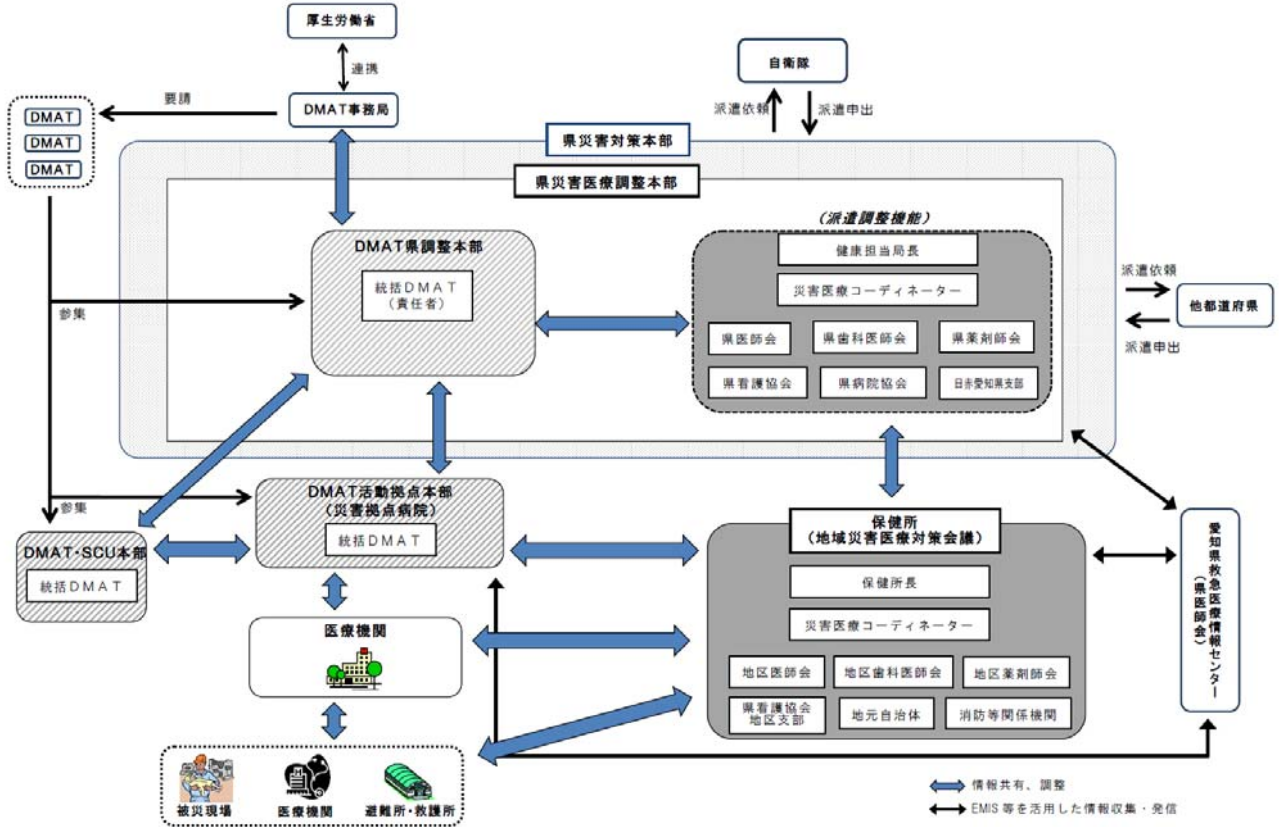 厚生労働省
連携
DMAT事務局
要請
DMAT
DMAT
DMAT
自衛隊
派遣依頼
派遣申出
県災害対策本部
県災害医療調整本部
DMAT県調整本部
統括DMAT
(責任者)
(派遣調整機能)
健康担当局長
災害医療コーディネーター
県医師会
県歯科医師会
県薬剤師会
県看護協会
県病院協会
日赤愛知県支部
派遣依頼
他都道府県
派遣申出
参集
参集
DMAT活動拠点本部
(災害拠点病院)
統括DMAT
DMAT・SCU本部
統括DMAT
医療機関
被災現場
医療機関
避難所・救護所
保健所
(地域災害医療対策会議)
保健所長
災害医療コーディネーター
地区医師会
地区歯科医師会
地区薬剤師会
県看護協会
地区支部
地元自治体
消防等関係機関
愛知県救急医療情報センター
(県医師会)
情報共有、調整
EMIS等を活用した情報収集・発信